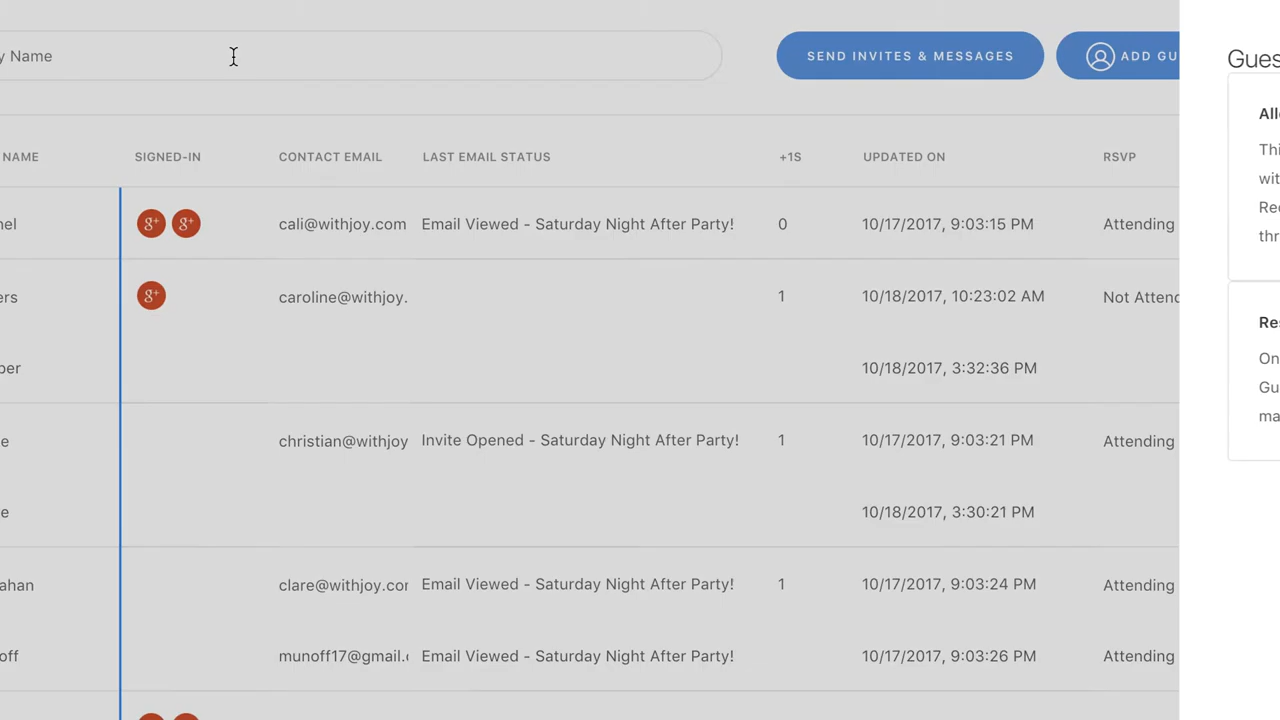 y Name
SEND INVITES & MESSAGES
ADD GU
Gues
NAME SIGNED-IN CONTACT EMAIL LAST EMAIL STATUS +1S UPDATED ON RSVP
nel g+ g+ cali@withjoy.com Email Viewed - Saturday Night After Party! 0 10/17/2017, 9:03:15 PM Attending
ers g+ caroline@withjoy. 1 10/18/2017, 10:23:02 AM Not Attend
ber 10/18/2017, 3:32:36 PM
e christian@withjoy Invite Opened - Saturday Night After Party! 1 10/17/2017, 9:03:21 PM Attending
e 10/18/2017, 3:30:21 PM
ahan clare@withjoy.cor Email Viewed - Saturday Night After Party! 1 10/17/2017, 9:03:24 PM Attending
off munoff17@gmail. Email Viewed - Saturday Night After Party! 10/17/2017, 9:03:26 PM Attending
All
Thi
wit
Rec
thr
Res
On
Gu
ma